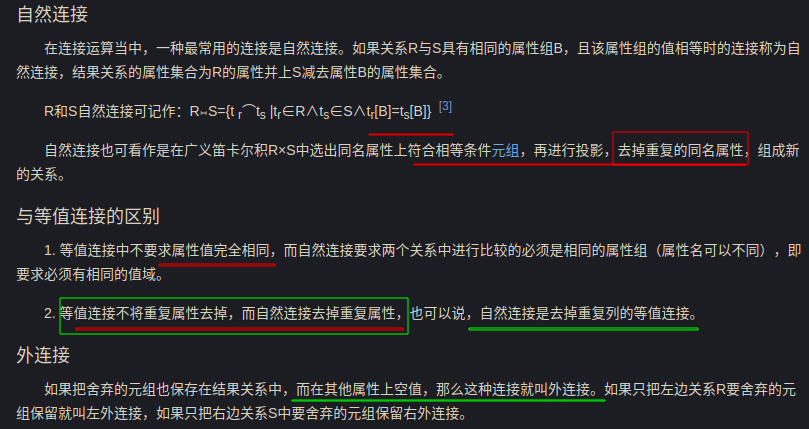 自然连接
在连接运算当中，一种最常用的连接是自然连接。如果关系R与S具有相同的属性组B，且该属性组的值相等时的连接称为自
然连接，结果关系的属性集合为R的属性并上S减去属性B的属性集合。
R和S自然连接可记作：R⋈S={t r⌒ts |tr∈R∧ts∈S∧tr[B]=ts[B]} [3]
自然连接也可看作是在广义笛卡尔积R×S中选出同名属性上符合相等条件元组，再进行投影，去掉重复的同名属性，组成新
的关系。
与等值连接的区别
1. 等值连接中不要求属性值完全相同，而自然连接要求两个关系中进行比较的必须是相同的属性组（属性名可以不同），即
要求必须有相同的值域。
2. 等值连接不将重复属性去掉，而自然连接去掉重复属性，也可以说，自然连接是去掉重复列的等值连接。
外连接
如果把舍弃的元组也保存在结果关系中，而在其他属性上空值，那么这种连接就叫外连接。如果只把左边关系R要舍弃的元
组保留就叫左外连接，如果只把右边关系S中要舍弃的元组保留右外连接。